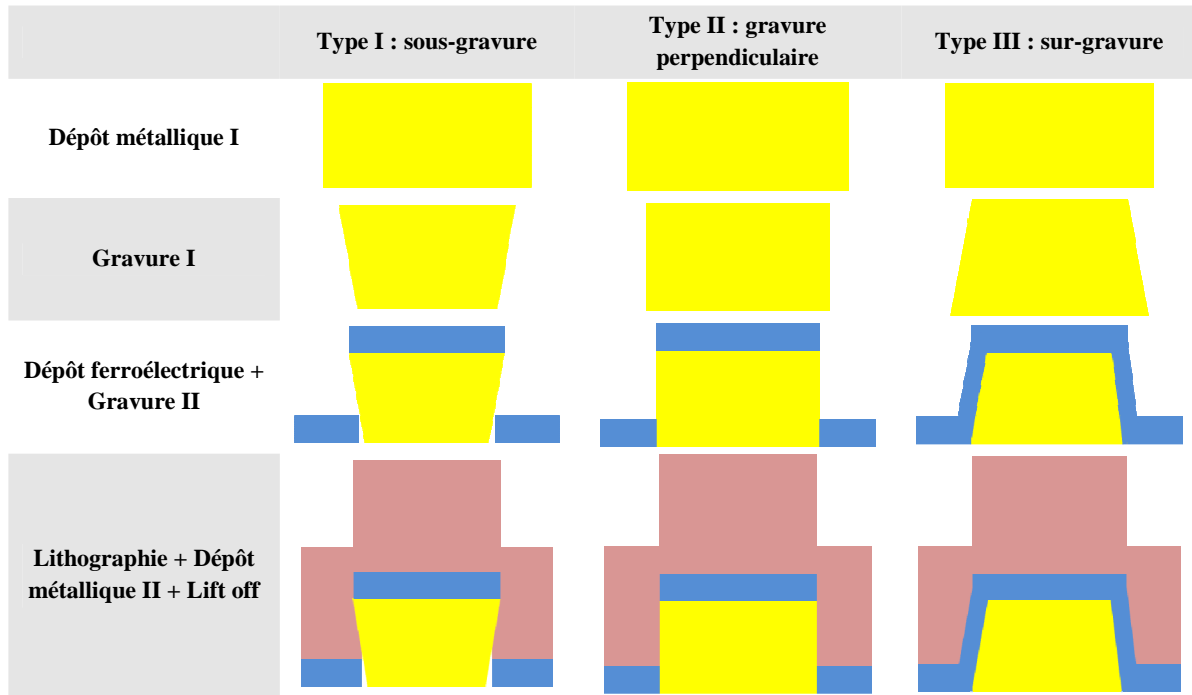 Type I : sous-gravure
Type II : gravure
perpendiculaire
Type III : sur-gravure
Dépôt métallique I
Gravure I
Dépôt ferroélectrique +
Gravure II
Lithographie + Dépôt
métallique II + Lift off